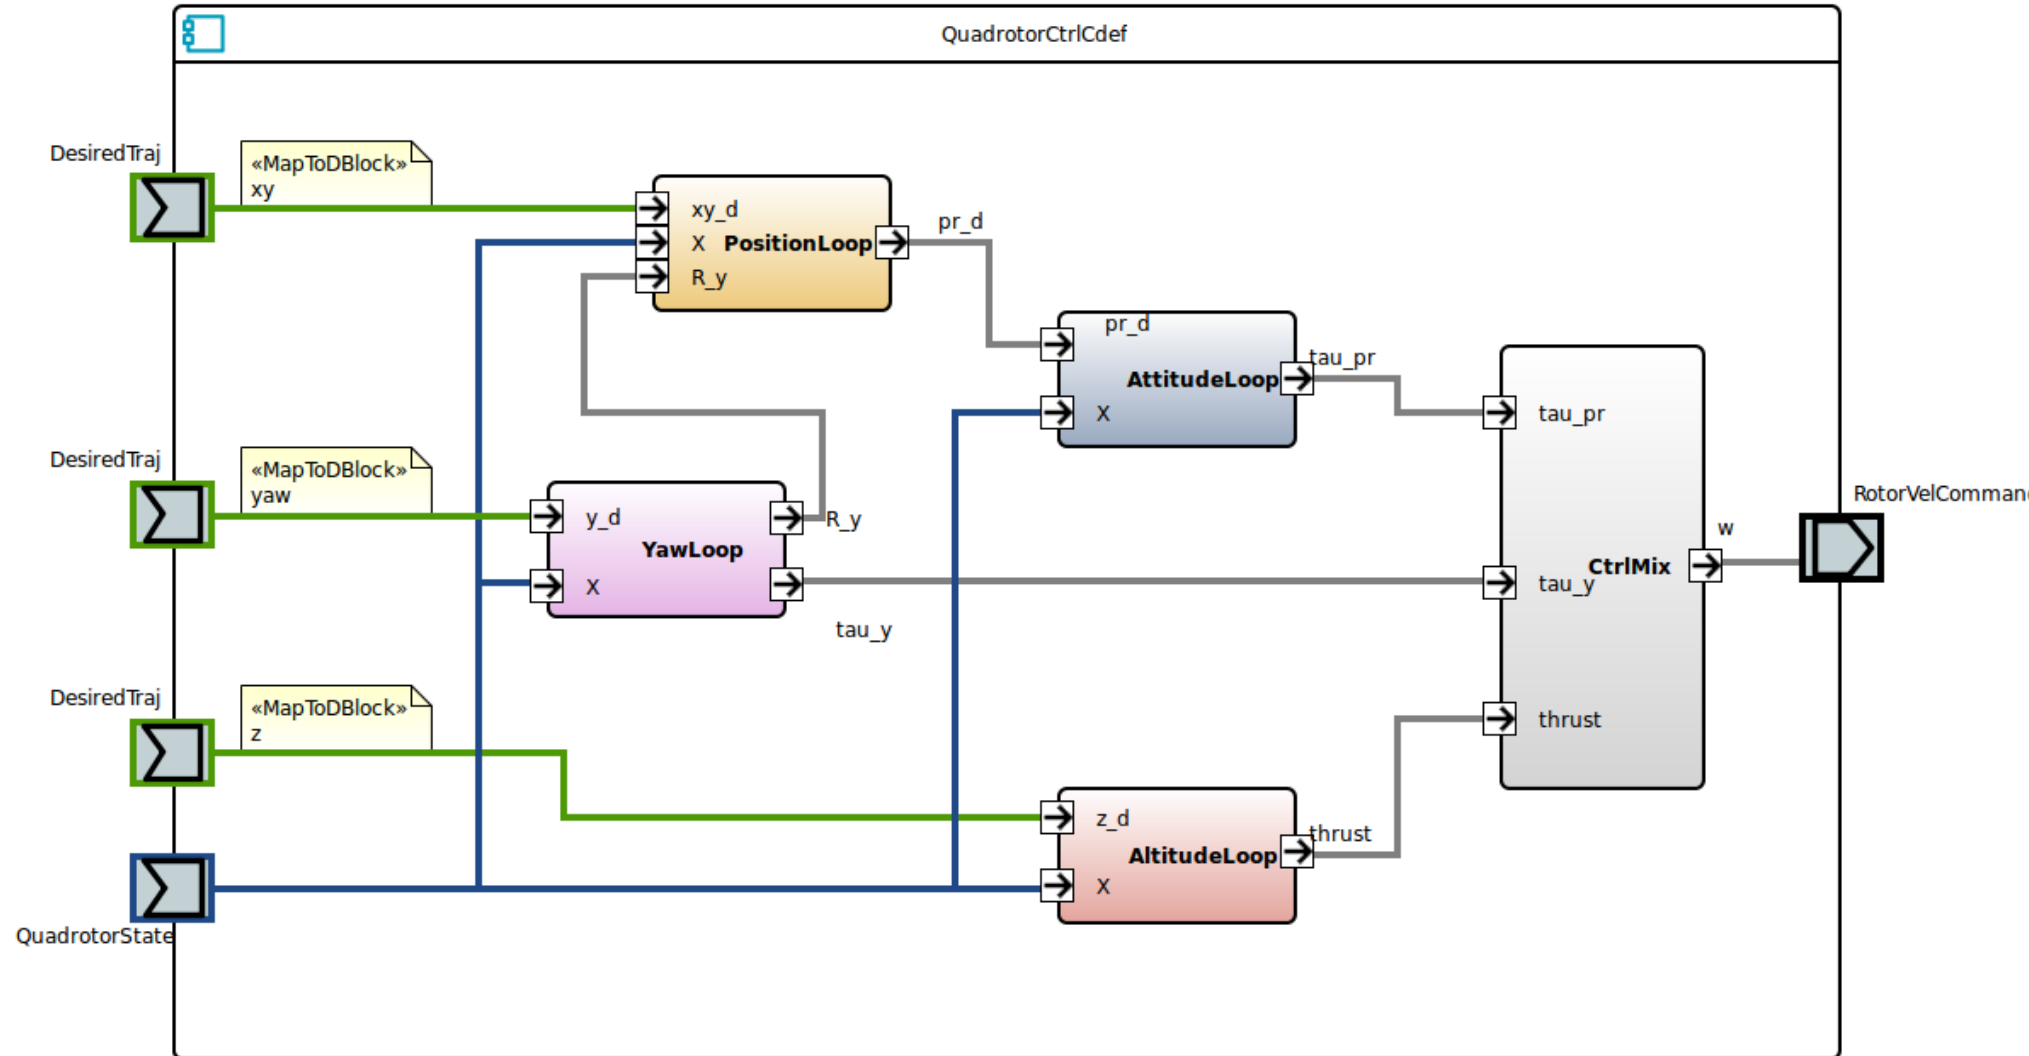 QuadrotorCtrlCdef
DesiredTraj
«MapToDBlock»
xy
xy_d
X
PositionLoop
R_y
pr_d
pr_d
AttitudeLoop
X
tau_pr
tau_pr
DesiredTraj
«MapToDBlock»
yaw
y_d
YawLoop
X
R_y
tau_y
CtrlMix
tau_y
w
RotorVelComman
thrust
DesiredTraj
«MapToDBlock»
z
z_d
AltitudeLoop
X
thrust
QuadrotorState